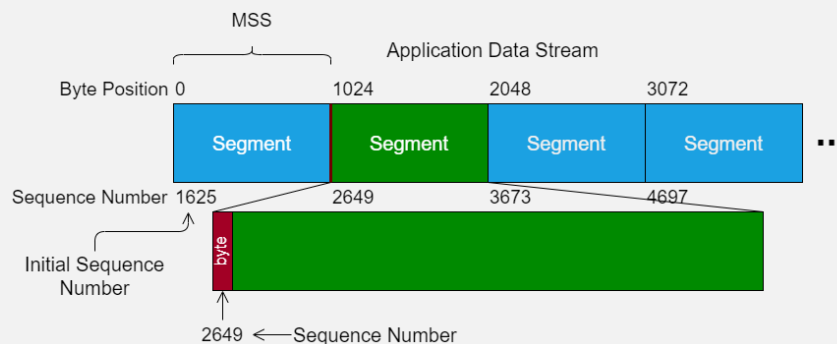 MSS
Application Data Stream
Byte Position 0 1024 2048 3072
Segment Segment Segment Segment ..
Sequence Number 1625 2649 3673 4697
byte
Initial Sequence
Number
2649 Sequence Number